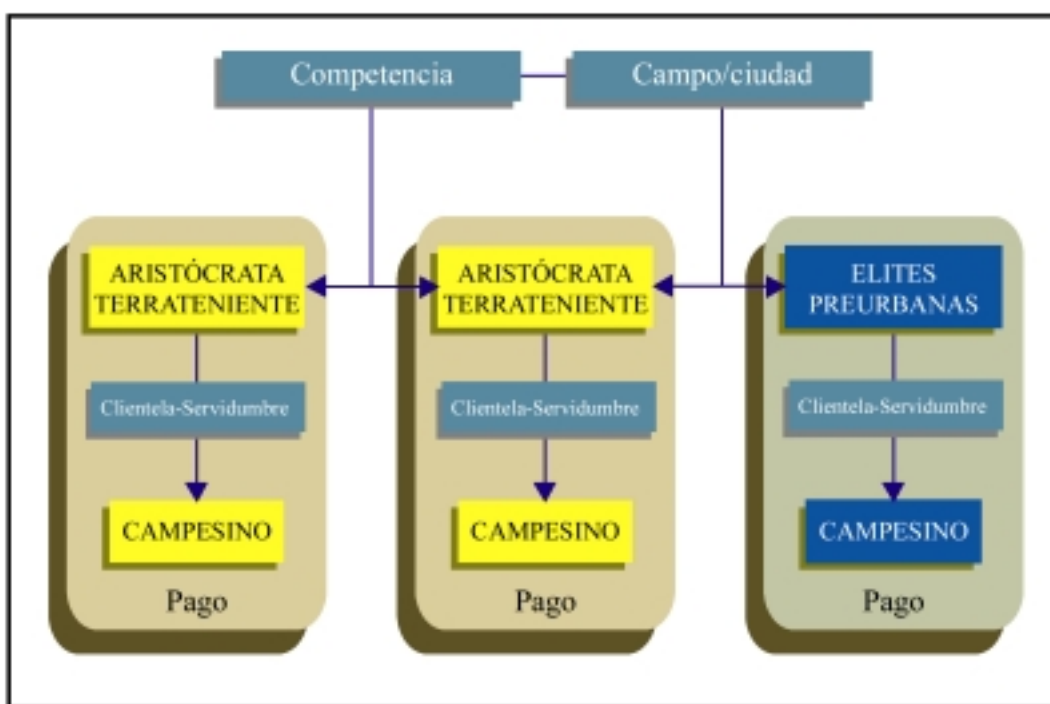 Competencia
Campo/ciudad
ARISTÓCRATA
TERRATENIENTE
Clientela-Servidumbre
CAMPESINO
Pago
ARISTÓCRATA
TERRATENIENTE
Clientela-Servidumbre
CAMPESINO
Pago
ELITES
PREURBANAS
Clientela-Servidumbre
CAMPESINO
Pago